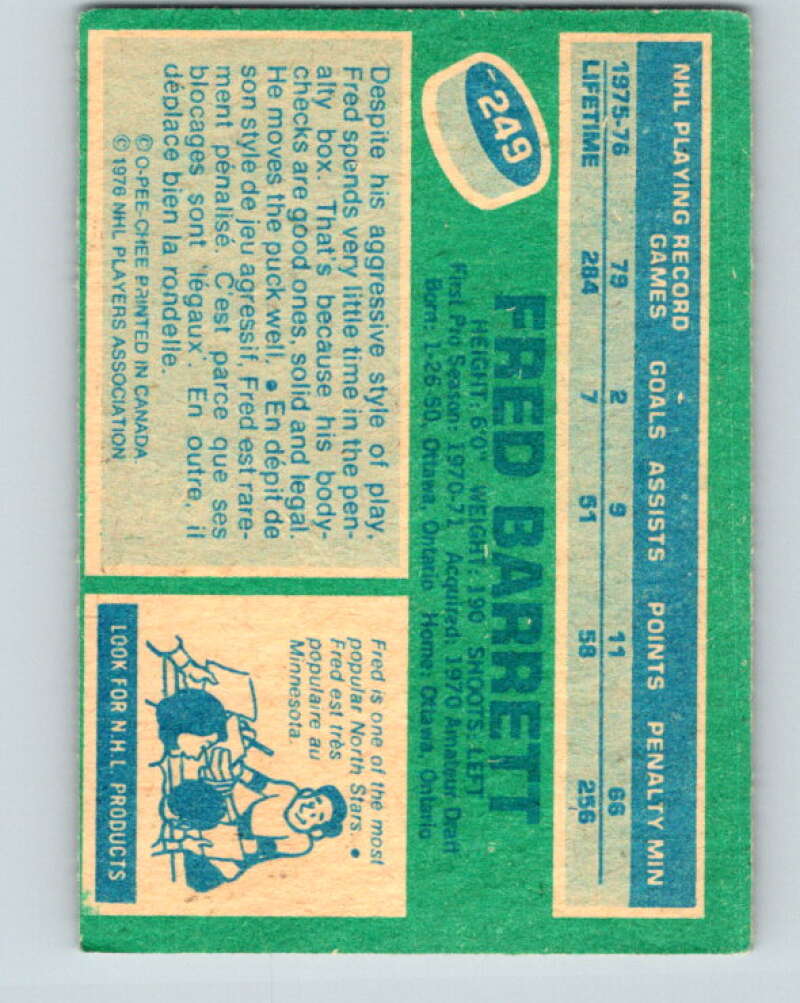 NHL PLAYING RECORD
GAMES GOALS ASSISTS POINTS PENALTY MIN
1975-76 79 2 9 11 66
LIFETIME 284 7 51 58 256
249
FRED BARRETT
HEIGHT: 6'0" WEIGHT: 190 SHOOTS: LEFT
First Pro Season: 1970-71 Acquired: 1970 Amateur Draft
Born: 1-26-50, Ottawa, Ontario Home: Ottawa, Ontario
Despite his aggressive style of play,
Fred spends very little time in the pen-
alty box. That's because his body-
checks are good ones, solid and legal.
He moves the puck well. • En dépit de
son style de jeu agressif, Fred est rare-
ment pénalisé. C'est parce que ses
blocages sont 'légaux'. En outre, il
déplace bien la rondelle.
© O-PEE-CHEE PRINTED IN CANADA.
© 1976 NHL PLAYERS ASSOCIATION
Fred is one of the most
popular North Stars. •
Fred est très
populaire au
Minnesota.
LOOK FOR N.H.L. PRODUCTS